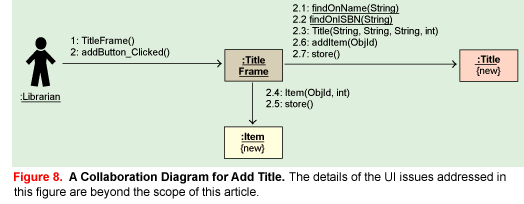 2.1: findOnName(String)
2.2 findOnISBN(String)
2.3: Title(String, String, String, int)
2.6: addItem(ObjId)
2.7: store()
1: TitleFrame()
2: addButton_Clicked()
:Title
Frame
:Title
{new}
:Librarian
2.4: Item(ObjId, int)
2.5: store()
:Item
{new}
Figure 8. A Collaboration Diagram for Add Title. The details of the UI issues addressed
in this figure are beyond the scope of this article.